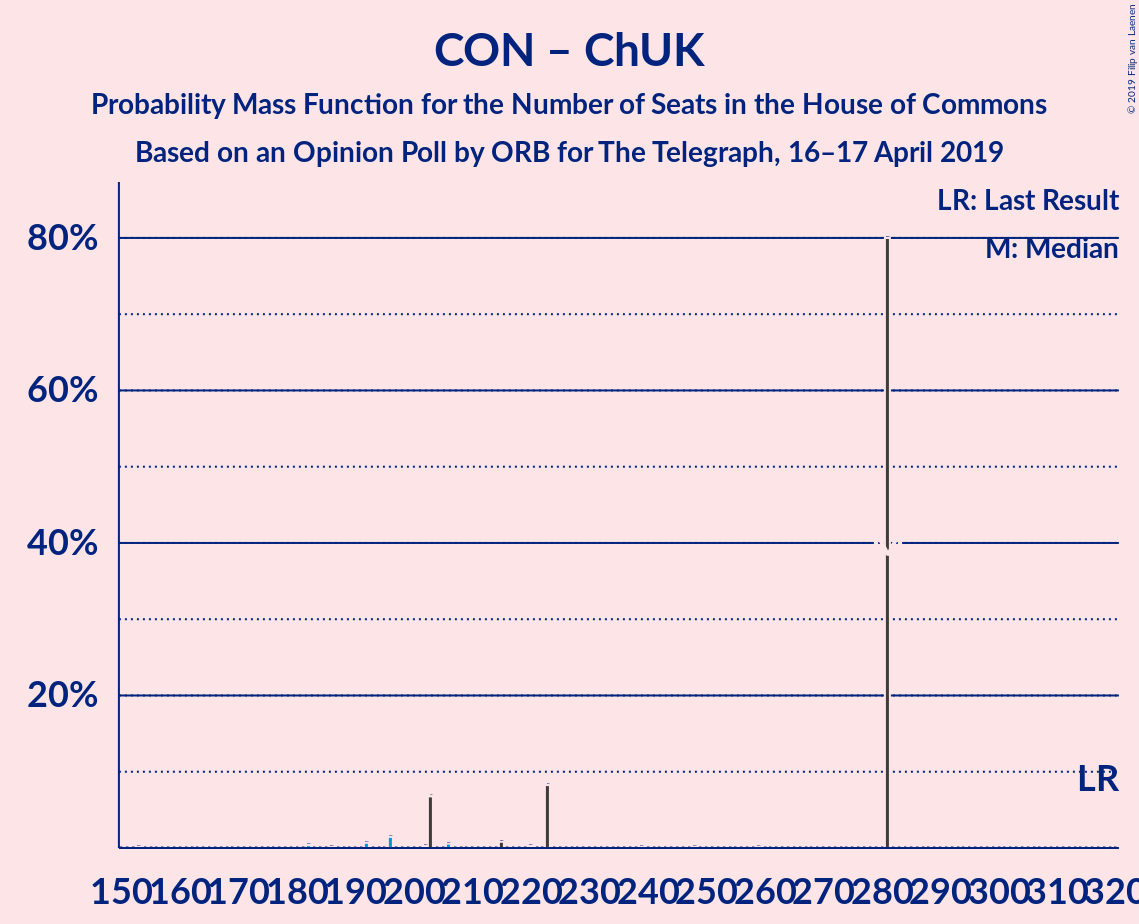 CON – ChUK
Probability Mass Function for the Number of Seats in the House of Commons
Based on an Opinion Poll by ORB for The Telegraph, 16–17 April 2019
© 2019 Filip van Laenen
LR: Last Result
M: Median
80%
60%
40%
20%
LR
150 160 170 180 190 200 210 220 230 240 250 260 270 280 290 300 310 320